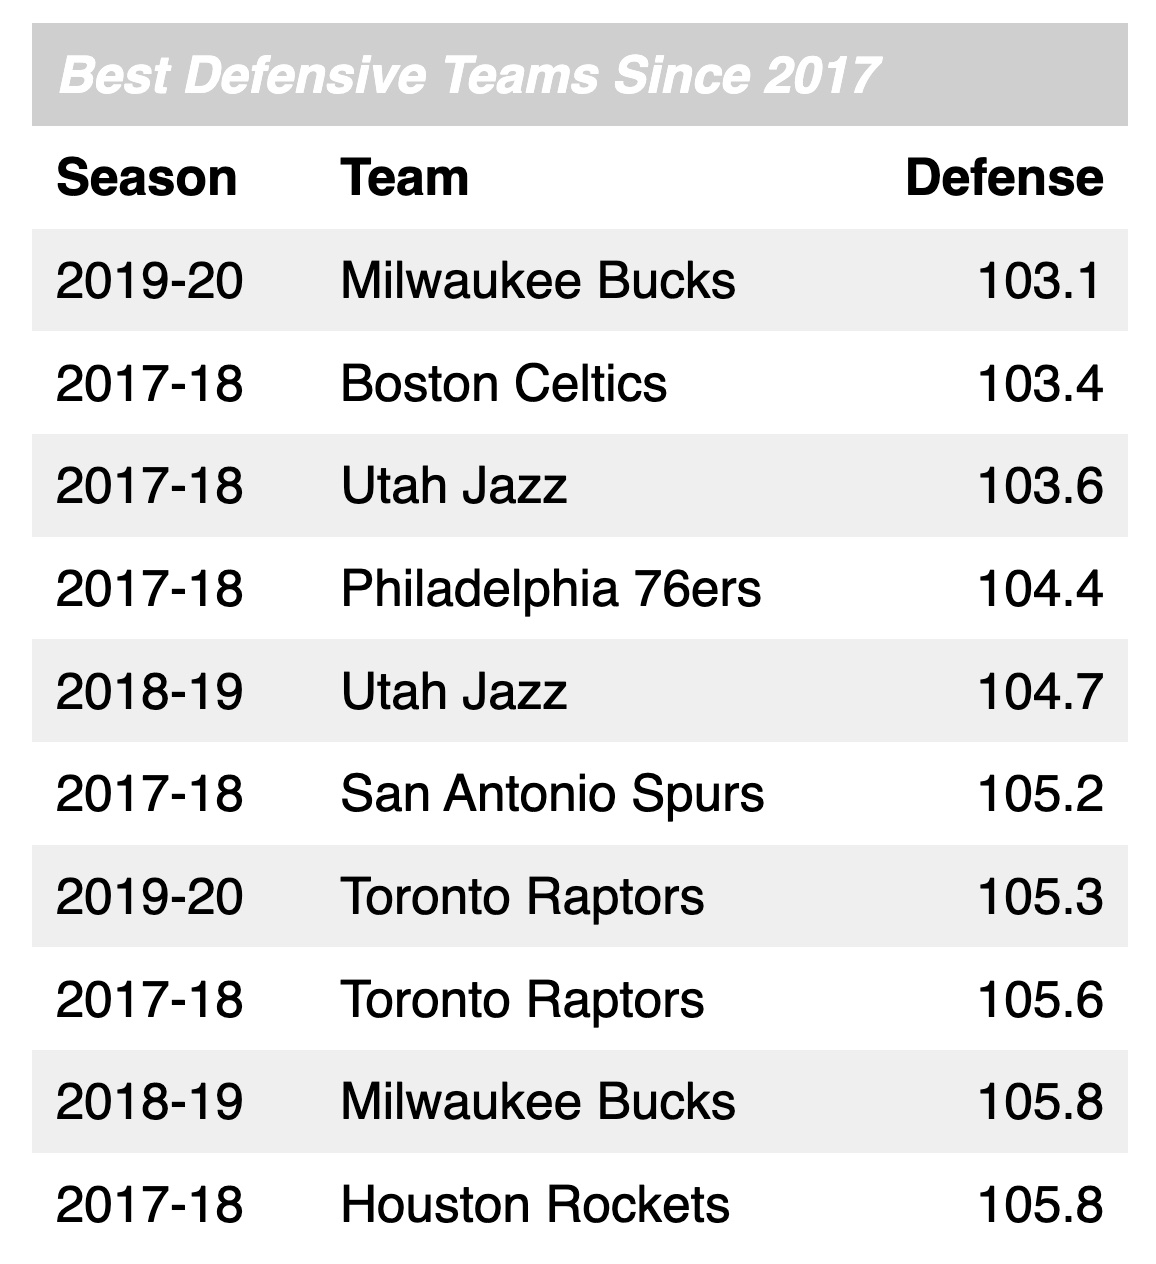 Best Defensive Teams Since 2017
Season Team Defense
2019-20 Milwaukee Bucks 103.1
2017-18 Boston Celtics 103.4
2017-18 Utah Jazz 103.6
2017-18 Philadelphia 76ers 104.4
2018-19 Utah Jazz 104.7
2017-18 San Antonio Spurs 105.2
2019-20 Toronto Raptors 105.3
2017-18 Toronto Raptors 105.6
2018-19 Milwaukee Bucks 105.8
2017-18 Houston Rockets 105.8